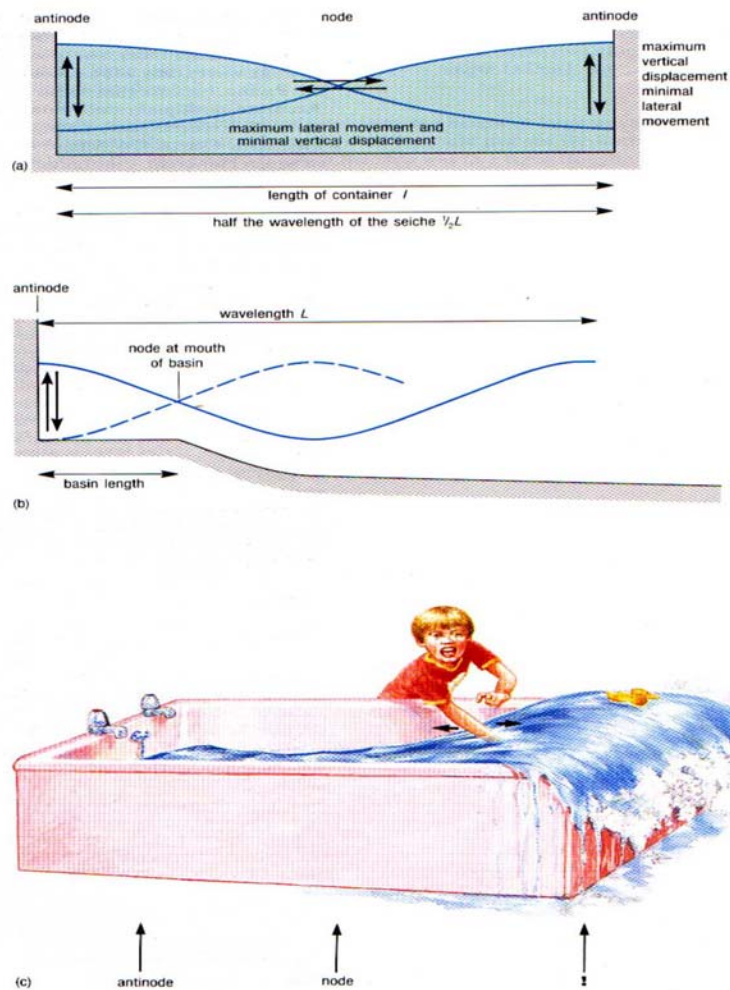 antinode
node
antinode
maximum
vertical
displacement
minimal
lateral
movement
maximum lateral movement and
minimal vertical displacement
(a)
length of container l
half the wavelength of the seiche ½L
antinode
wavelength L
node at mouth
of basin
basin length
(b)
(c)
antinode
node
!